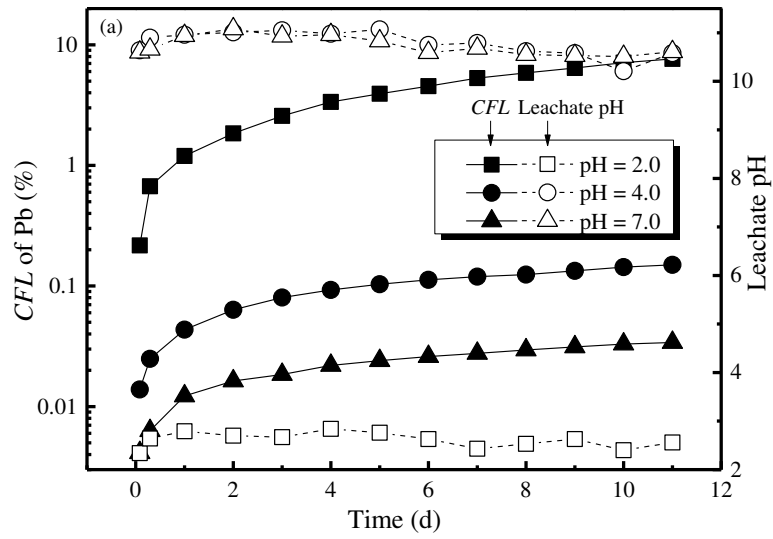 (a)
10
1
0.1
0.01
CFL of Pb (%)
CFL Leachate pH
pH = 2.0
pH = 4.0
pH = 7.0
10
8
6
4
2
Leachate pH
0 2 4 6 8 10 12
Time (d)